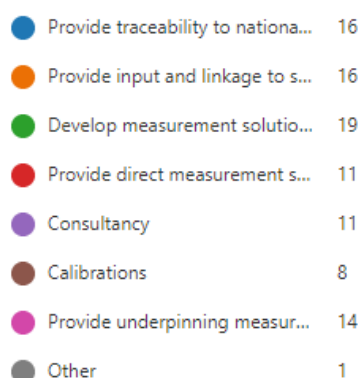 Provide traceability to nationa... 16
Provide input and linkage to s... 16
Develop measurement solutio... 19
Provide direct measurement s... 11
Consultancy 11
Calibrations 8
Provide underpinning measur... 14
Other 1